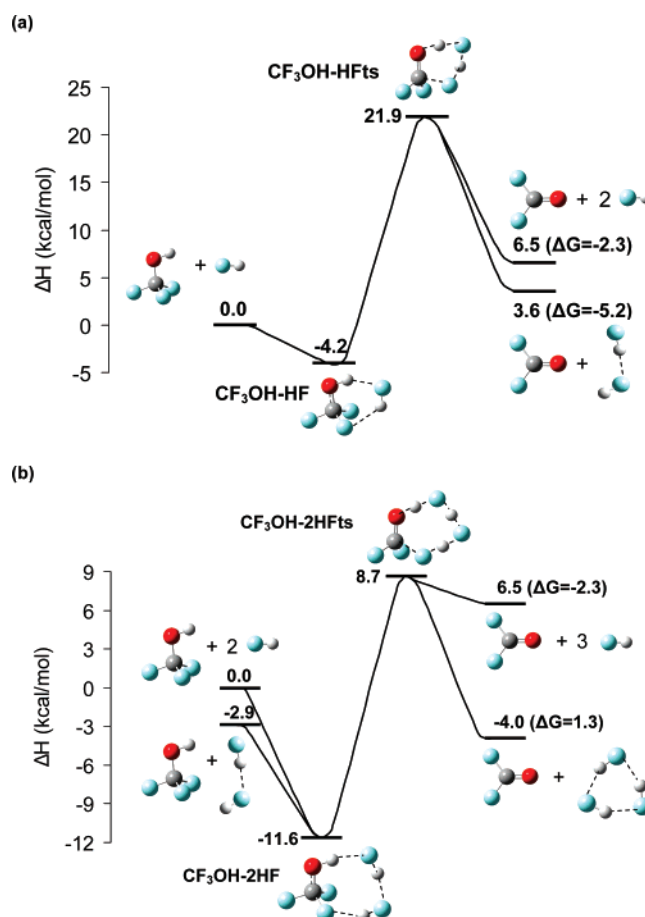 (a)
CF₃OH-HFts
25
20
15
10
5
0
-5
ΔH (kcal/mol)
21.9
+
0.0
-4.2
CF₃OH-HF
+ 2
6.5 (ΔG=-2.3)
3.6 (ΔG=-5.2)
+
(b)
CF₃OH-2HFts
9
6
3
0
-3
-6
-9
-12
ΔH (kcal/mol)
8.7
+ 2
0.0
-2.9
+
-11.6
CF₃OH-2HF
6.5 (ΔG=-2.3)
+ 3
-4.0 (ΔG=1.3)
+